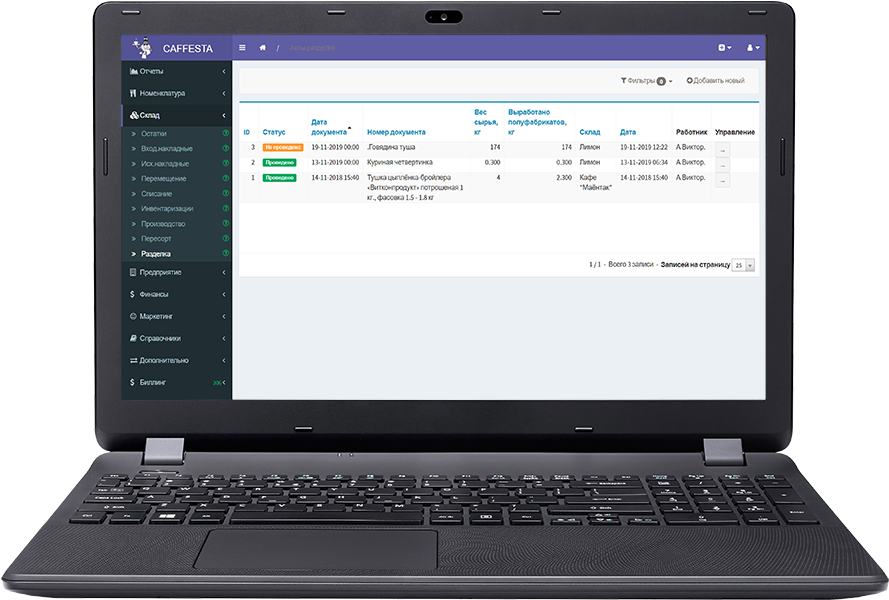 CAFFESTA
/ Акты разделки
Отчеты
Номенклатура
Склад
Остатки
Вход.накладные
Исх.накладные
Перемещение
Списание
Инвентаризации
Производство
Пересорт
Разделка
Предприятие
$ Финансы
Маркетинг
Справочники
Дополнительно
$ Биллинг
Фильтры 0 Добавить новый
ID Статус Дата документа Номер документа Вес сырья, кг Выработано полуфабрикатов, кг Склад Дата Работник Управление
3 Не проведено 19-11-2019 00:00 .Говядина туша 174 174 Лимон 19-11-2019 12:22 А.Виктор. ...
2 Проведено 13-11-2019 00:00 Куриная четвертинка 0.300 0.300 Лимон 13-11-2019 06:34 А.Виктор. ...
1 Проведено 14-11-2018 15:40 Тушка цыплёнка-бройлера 4 2.300 Кафе 14-11-2018 15:40 А.Виктор. ...
«Витконпродукт» потрошеная 1 "Маёнтак"
кг., фасовка 1.5 - 1.8 кг
1 / 1 - Всего 3 записи - Записей на страницу 25